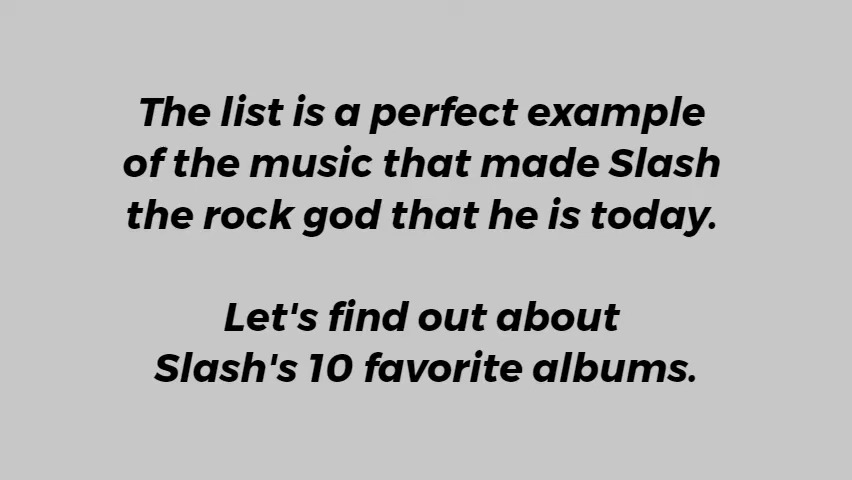 The list is a perfect example
of the music that made Slash
the rock god that he is today.
Let's find out about
Slash's 10 favorite albums.